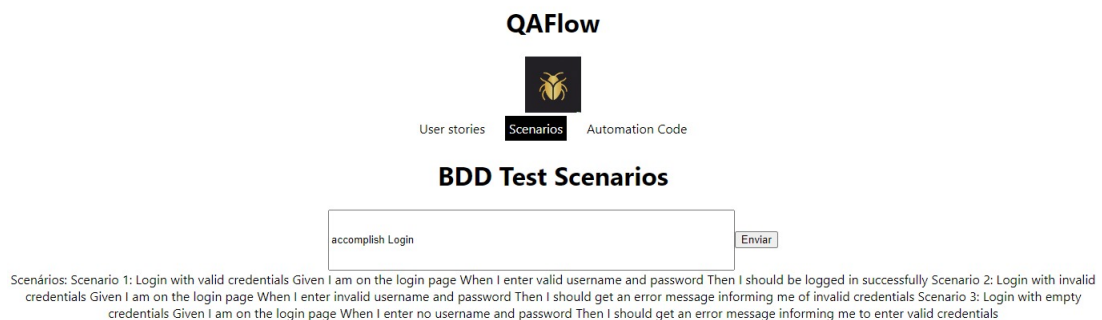 QAFlow
User stories Scenarios Automation Code
BDD Test Scenarios
accomplish Login Enviar
Scenários: Scenario 1: Login with valid credentials Given I am on the login page When I enter valid username and password Then I should be logged in successfully Scenario 2: Login with invalid
credentials Given I am on the login page When I enter invalid username and password Then I should get an error message informing me of invalid credentials Scenario 3: Login with empty
credentials Given I am on the login page When I enter no username and password Then I should get an error message informing me to enter valid credentials